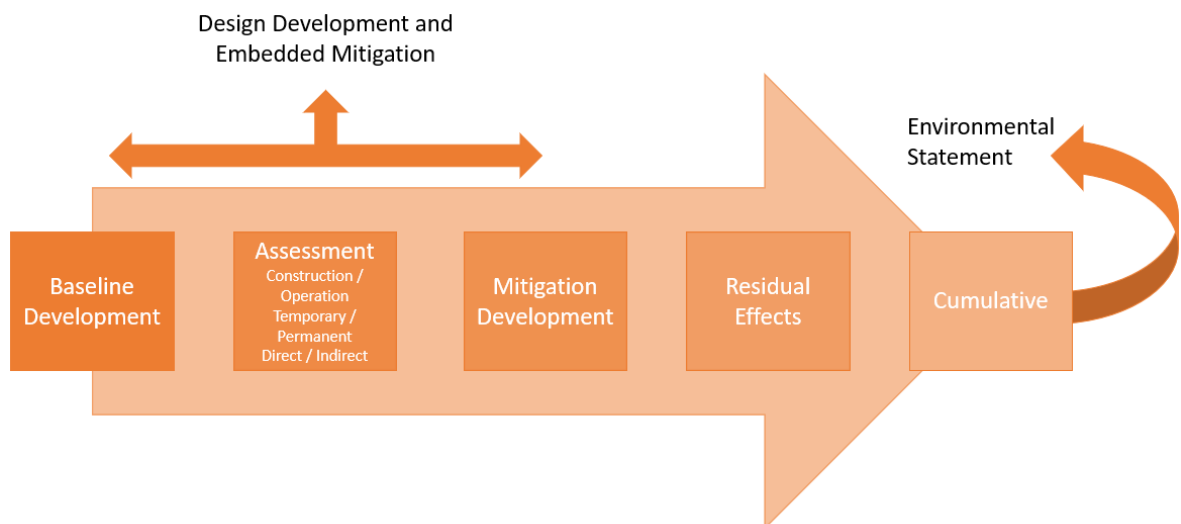 Design Development and
Embedded Mitigation
Environmental
Statement
Baseline
Development
Assessment
Construction /
Operation
Temporary /
Permanent
Direct / Indirect
Mitigation
Development
Residual
Effects
Cumulative